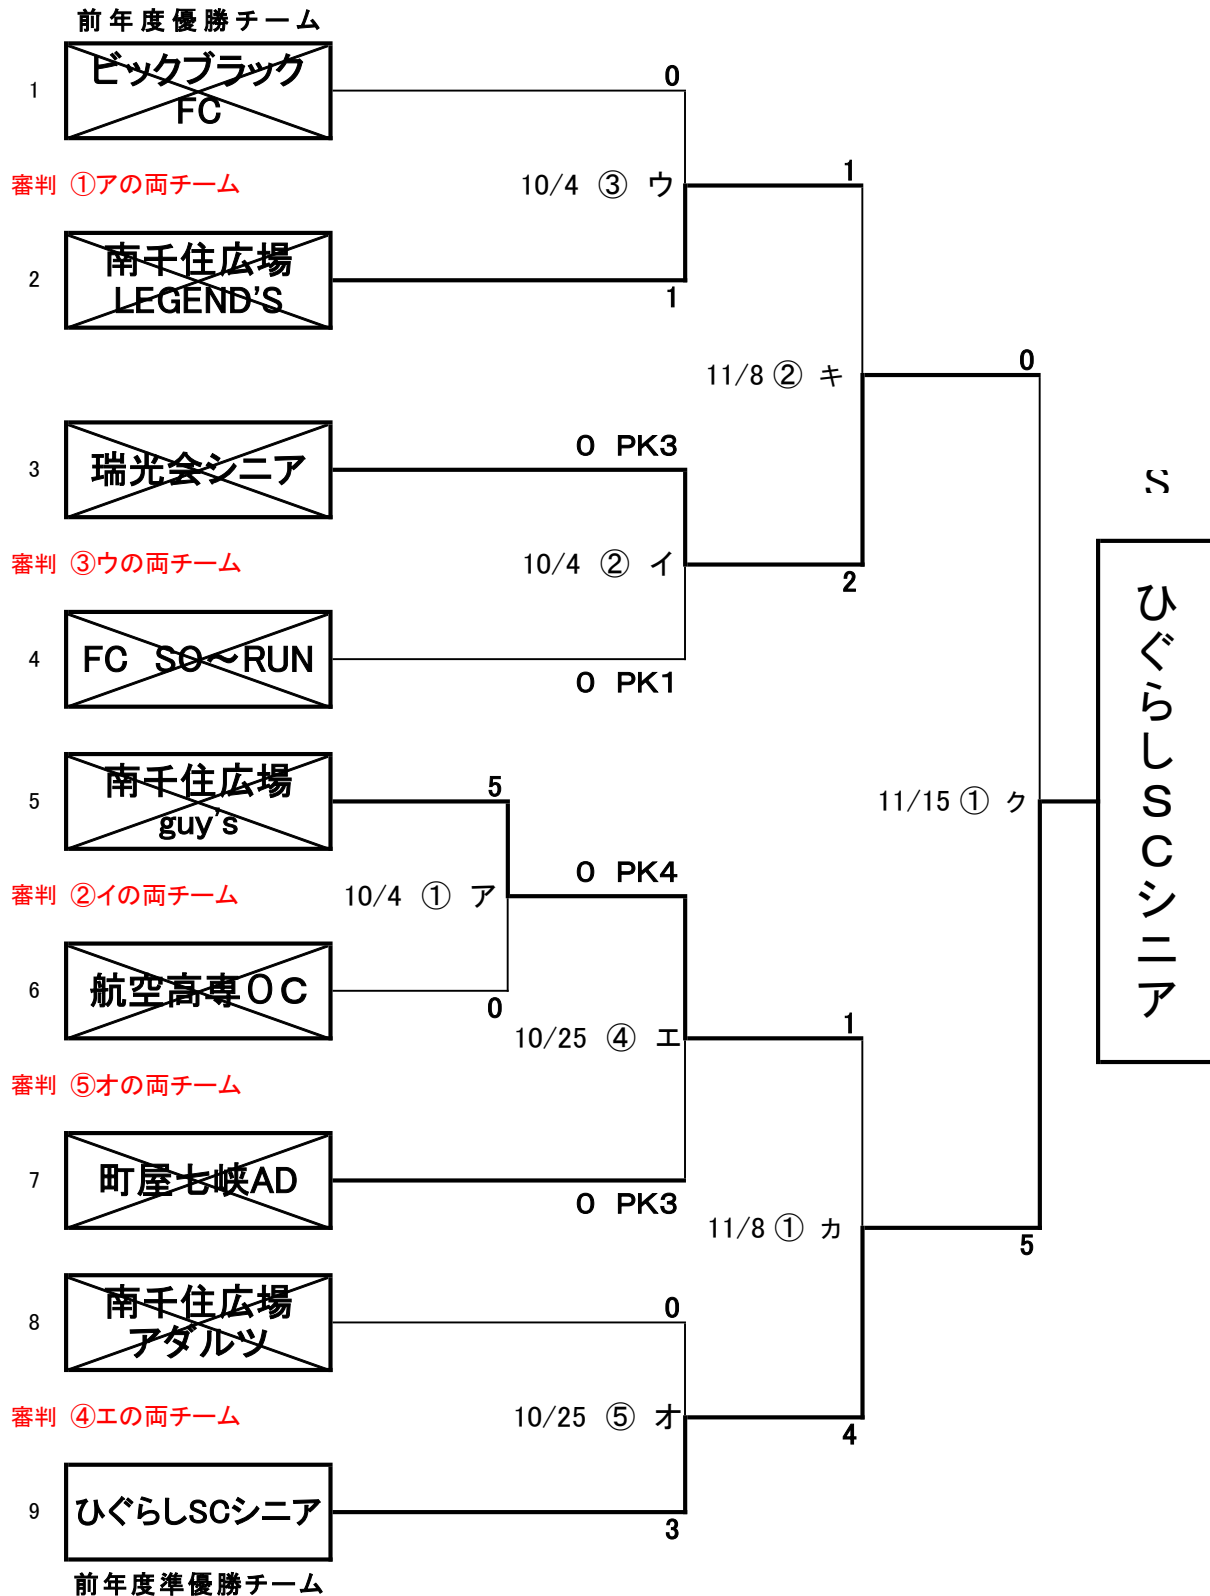 前年度優勝チーム
1
ビックブラック
FC
0
審判 ①アの両チーム
10/4 ③ ウ
1
2
南千住広場
LEGEND'S
1
11/8 ② キ
0
3
瑞光会シニア
0 PK3
S
審判 ③ウの両チーム
10/4 ② イ
2
4
FC SO～RUN
0 PK1
5
南千住広場
guy's
5
11/15 ① ク
ひぐらしSCシニア
審判 ②イの両チーム
10/4 ① ア
0 PK4
6
航空高専OC
0
10/25 ④ エ
1
審判 ⑤オの両チーム
7
町屋七峡AD
0 PK3
11/8 ① カ
5
8
南千住広場
アダルツ
0
審判 ④エの両チーム
10/25 ⑤ オ
4
9
ひぐらしSCシニア
3
前年度準優勝チーム